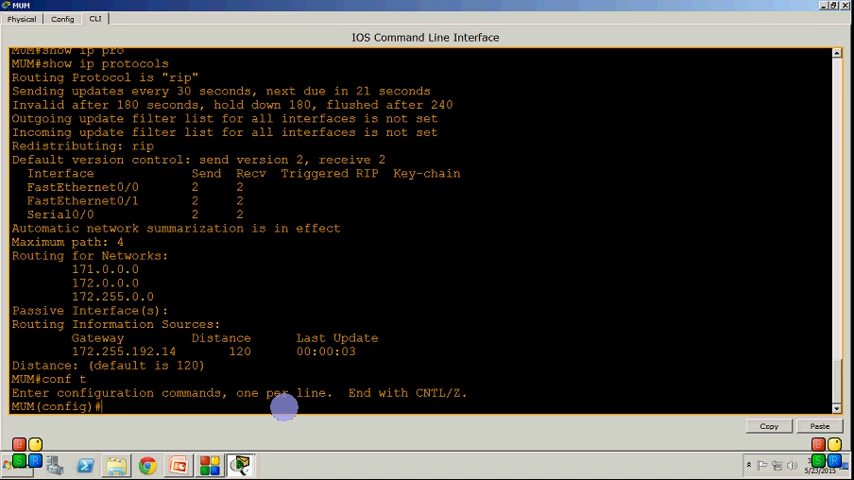 MUM
Physical
Config
CLI
IOS Command Line Interface
MUM#show ip pro
MUM#show ip protocols
Routing Protocol is "rip"
Sending updates every 30 seconds, next due in 21 seconds
Invalid after 180 seconds, hold down 180, flushed after 240
Outgoing update filter list for all interfaces is not set
Incoming update filter list for all interfaces is not set
Redistributing: rip
Default version control: send version 2, receive 2
Interface Send Recv Triggered RIP Key-chain
FastEthernet0/0 2 2
FastEthernet0/1 2 2
Serial0/0 2 2
Automatic network summarization is in effect
Maximum path: 4
Routing for Networks:
171.0.0.0
172.0.0.0
172.255.0.0
Passive Interface(s):
Routing Information Sources:
Gateway Distance Last Update
172.255.192.14 120 00:00:03
Distance: (default is 120)
MUM#conf t
Enter configuration commands, one per line. End with CNTL/Z.
MUM(config)#
Copy
Paste
5/23/2015